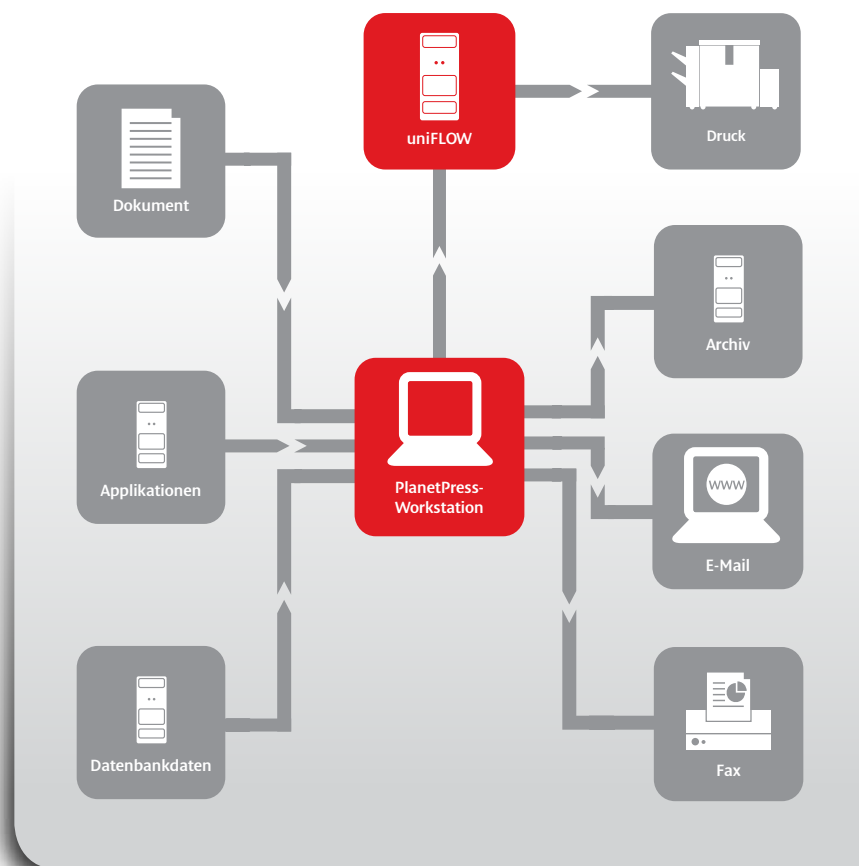 uniFLOW
Druck
Dokument
Archiv
Applikationen
PlanetPress-
Workstation
www
E-Mail
Datenbankdaten
Fax